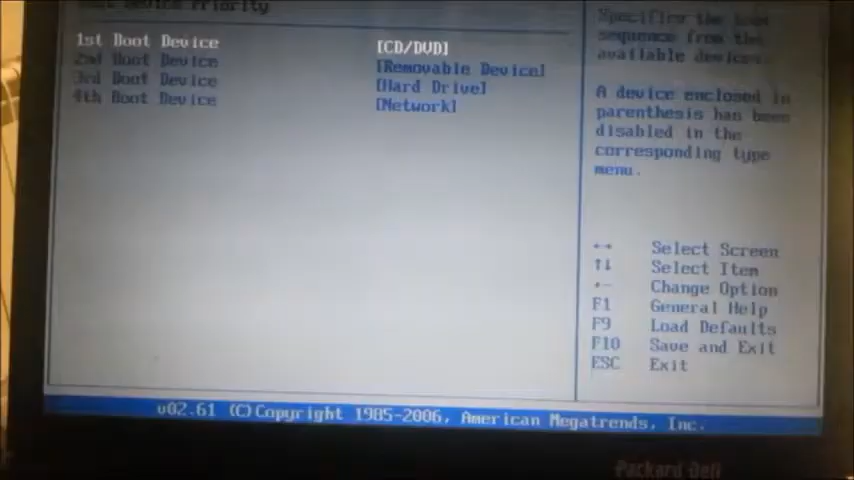 Boot Device Priority
1st Boot Device [CD/DVD]
2nd Boot Device [Removable Device]
3rd Boot Device [Hard Drive]
4th Boot Device [Network]
Specifies the boot
sequence from the
available devices.
A device enclosed in
parenthesis has been
disabled in the
corresponding type
menu.
↔ Select Screen
↑↓ Select Item
+- Change Option
F1 General Help
F9 Load Defaults
F10 Save and Exit
ESC Exit
v02.61 (C)Copyright 1985-2006, American Megatrends, Inc.
Packard Bell